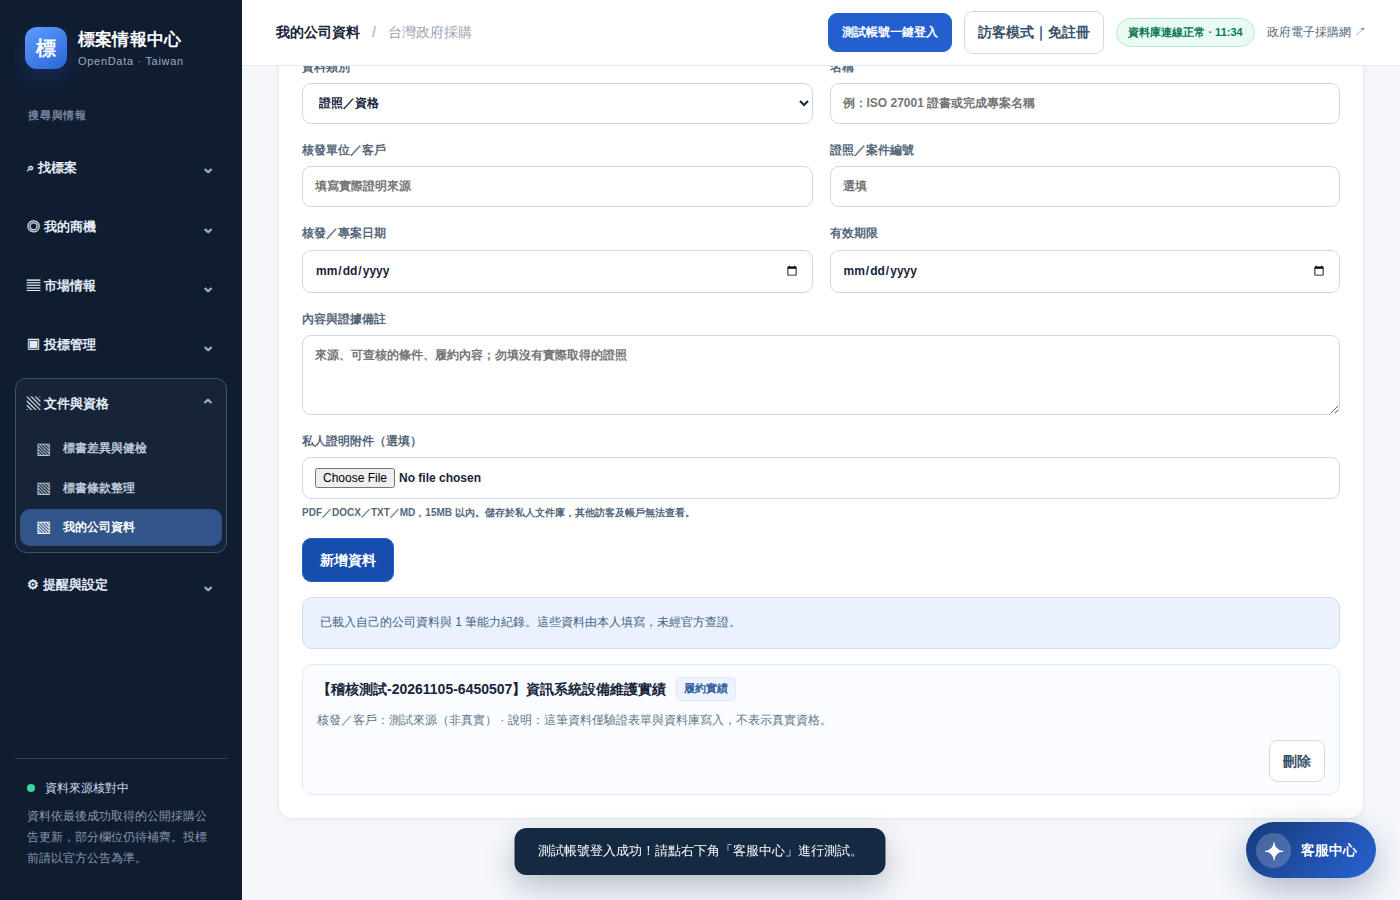 標
標案情報中心
OpenData · Taiwan
搜尋與情報
找標案
我的商機
市場情報
投標管理
文件與資格
標書差異與健檢
標書條款整理
我的公司資料
提醒與設定
資料來源核對中
資料依最後成功取得的公開採購公
告更新，部分欄位仍待補齊。投標
前請以官方公告為準。
我的公司資料 / 台灣政府採購
測試帳號一鍵登入
訪客模式｜免註冊
資料庫連線正常 · 11:34
政府電子採購網 ↗
資料類別
名稱
證照／資格
例：ISO 27001 證書或完成專案名稱
核發單位／客戶
證照／案件編號
填寫實際證明來源
選填
核發／專案日期
有效期限
mm/dd/yyyy
mm/dd/yyyy
內容與證據備註
來源、可查核的條件、履約內容；勿填沒有實際取得的證照
私人證明附件（選填）
Choose File No file chosen
PDF／DOCX／TXT／MD，15MB 以內。儲存於私人文件庫，其他訪客及帳戶無法查看。
新增資料
已載入自己的公司資料與 1 筆能力紀錄。這些資料由本人填寫，未經官方查證。
【稽核測試-20261105-6450507】資訊系統設備維護實績 履約實績
核發／客戶：測試來源（非真實） · 說明：這筆資料僅驗證表單與資料庫寫入，不表示真實資格。
刪除
測試帳號登入成功！請點右下角「客服中心」進行測試。
客服中心